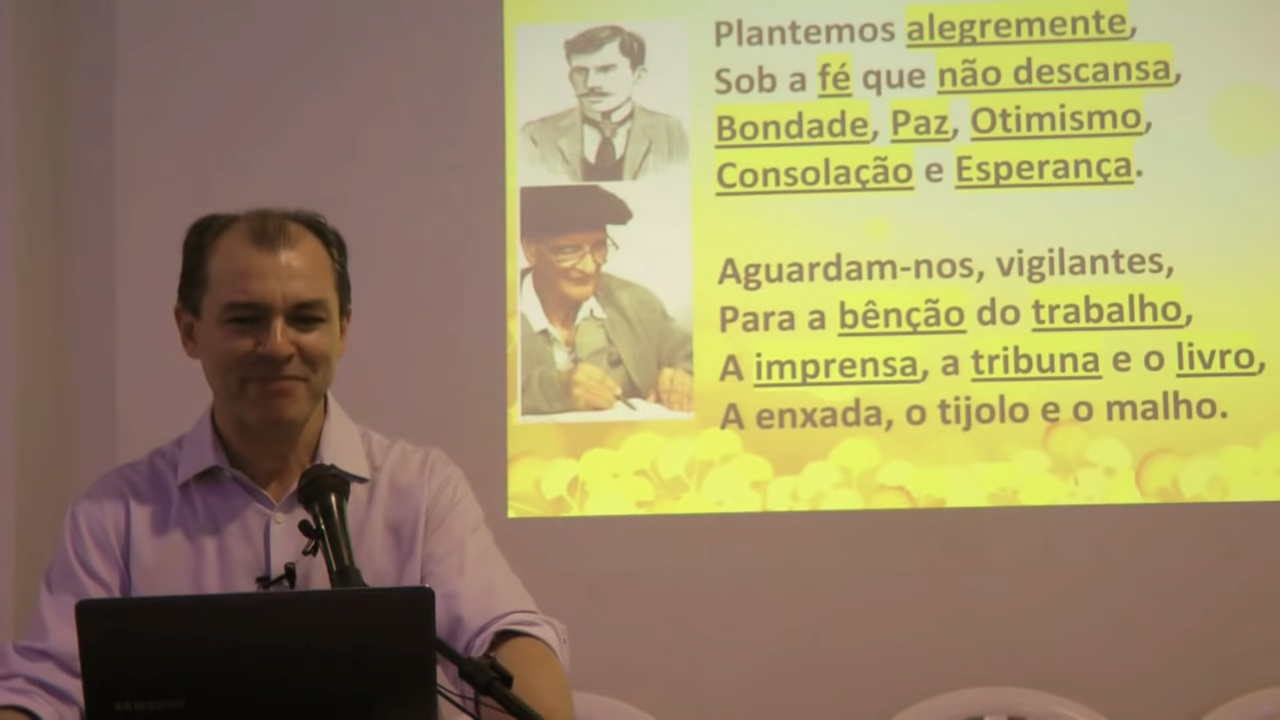 Plantemos alegremente,
Sob a fé que não descansa,
Bondade, Paz, Otimismo,
Consolação e Esperança.
Aguardam-nos, vigilantes,
Para a bênção do trabalho,
A imprensa, a tribuna e o livro,
A enxada, o tijolo e o malho.
SAMSUNG